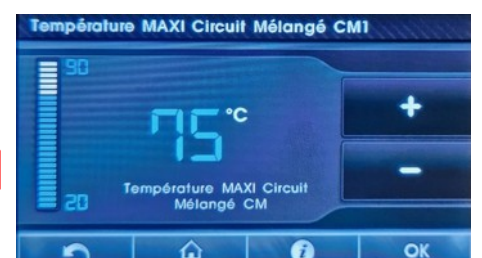 Température MAXI Circuit Mélangé CM1
90
75 °C
+
-
Température MAXI Circuit
Mélangé CM
20
i
OK